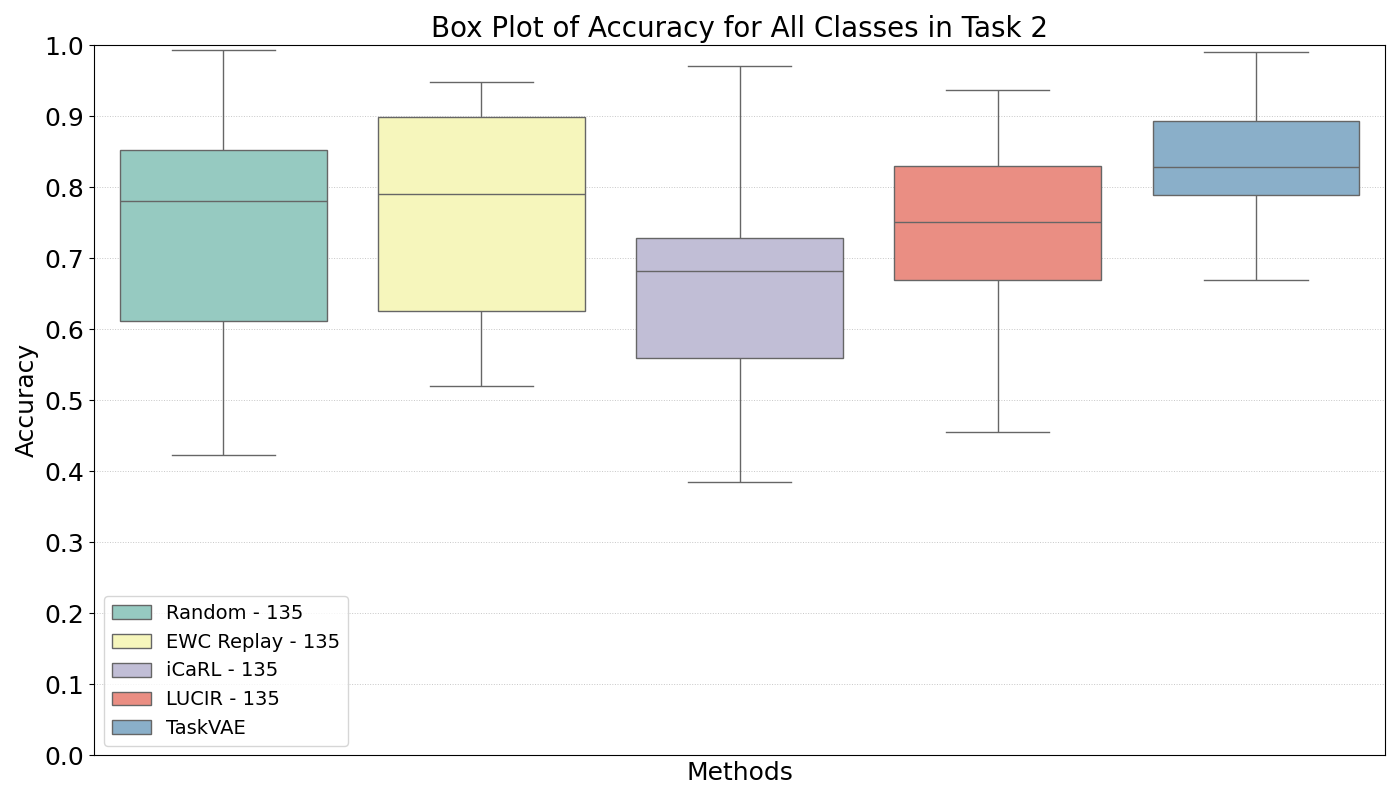 Box Plot of Accuracy for All Classes in Task 2
1.0
0.9
0.8
0.7
0.6
0.5
0.4
0.3
0.2
0.1
0.0
Accuracy
Random - 135
EWC Replay - 135
iCaRL - 135
LUCIR - 135
TaskVAE
Methods